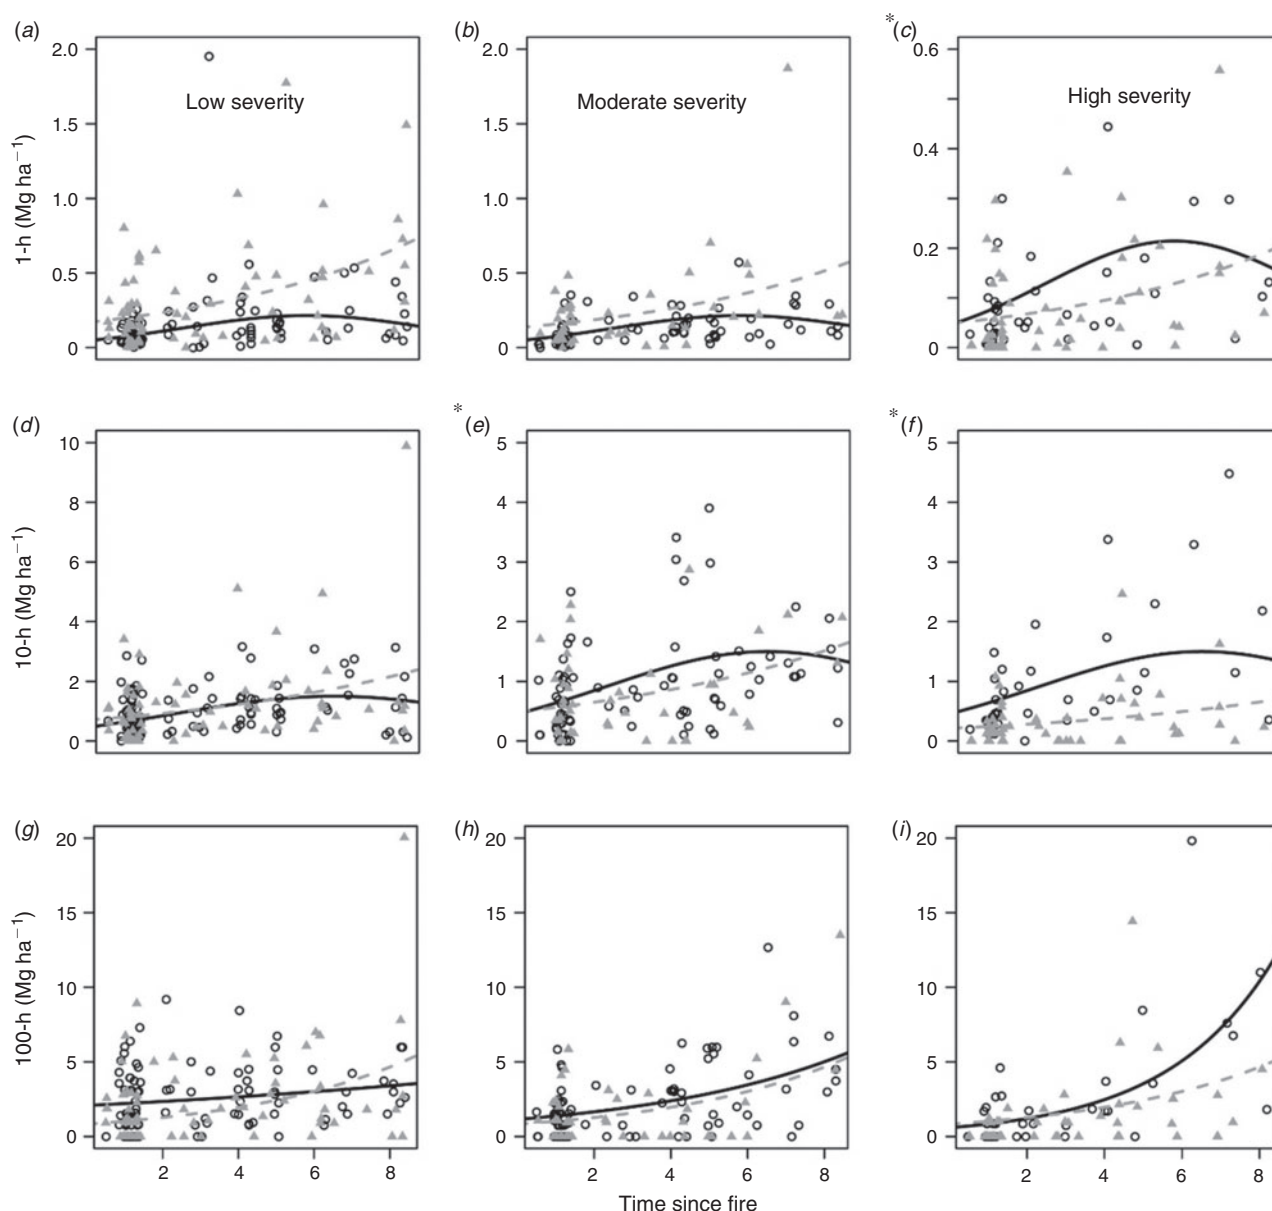 (a) (b) *(c)
2.0 2.0 0.6
Low severity Moderate severity High severity
1.5 1.5
0.4
1-h (Mg ha−1)
1.0 1.0
0.2
0.5 0.5
0 0 0
(d) *(e) *(f)
10 5 5
8 4 4
10-h (Mg ha−1)
6 3 3
4 2 2
2 1 1
0 0 0
(g) (h) (i)
20 20 20
15 15 15
100-h (Mg ha−1)
10 10 10
5 5 5
0 0 0
2 4 6 8 2 4 6 8 2 4 6 8
Time since fire